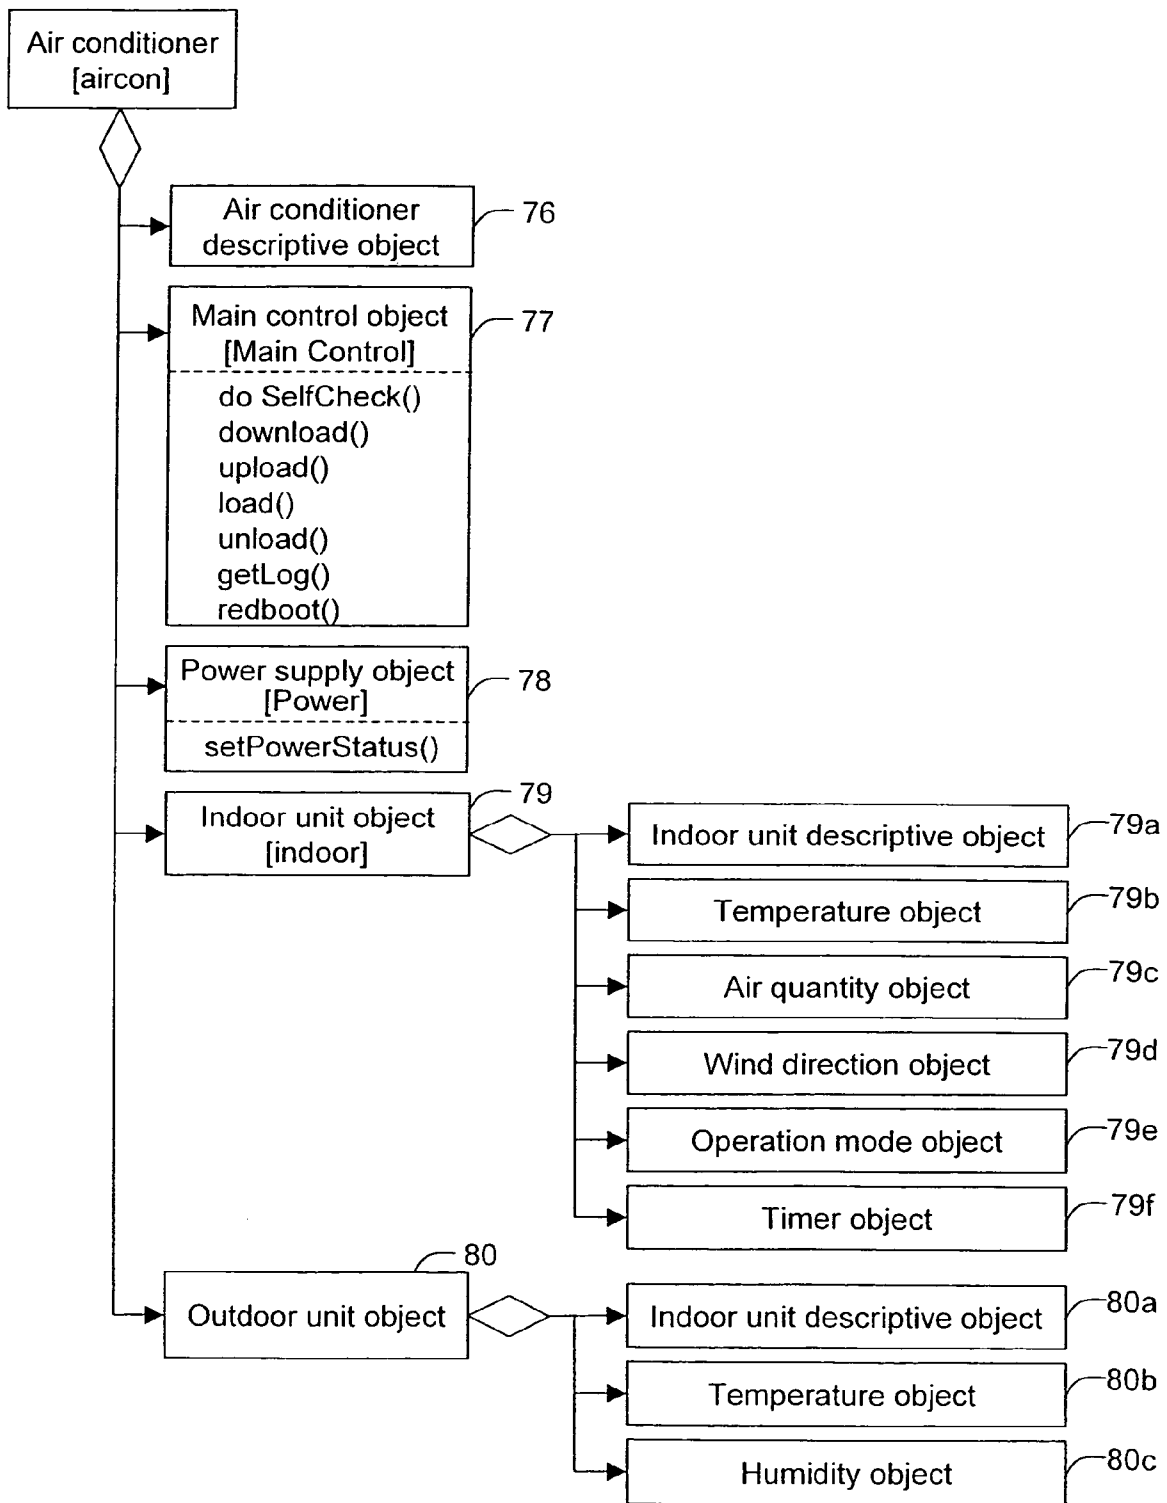 Air conditioner
[aircon]
Air conditioner
descriptive object
76
Main control object
[Main Control]
77
do SelfCheck()
download()
upload()
load()
unload()
getLog()
redboot()
Power supply object
[Power]
78
setPowerStatus()
Indoor unit object
[indoor]
79
Indoor unit descriptive object
79a
Temperature object
79b
Air quantity object
79c
Wind direction object
79d
Operation mode object
79e
Timer object
79f
Outdoor unit object
80
Indoor unit descriptive object
80a
Temperature object
80b
Humidity object
80c